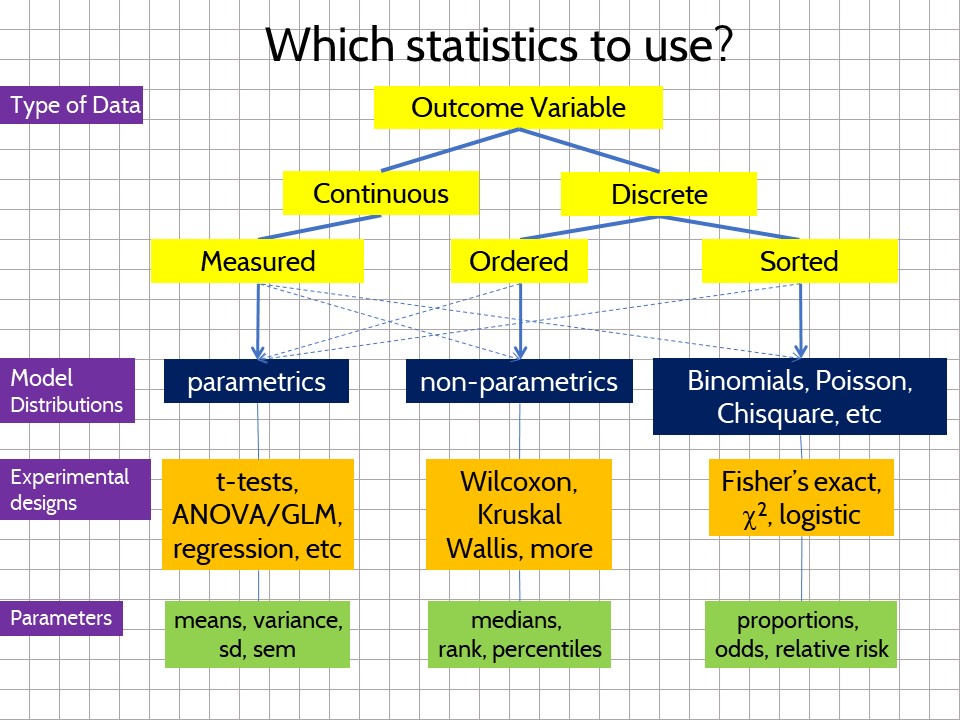 Which statistics to use?
Type of Data
Outcome Variable
Continuous
Discrete
Measured
Ordered
Sorted
Model
Distributions
parametrics
non-parametrics
Binomials, Poisson,
Chisquare, etc
Experimental
designs
t-tests,
ANOVA/GLM,
regression, etc
Wilcoxon,
Kruskal
Wallis, more
Fisher’s exact,
χ², logistic
Parameters
means, variance,
sd, sem
medians,
rank, percentiles
proportions,
odds, relative risk